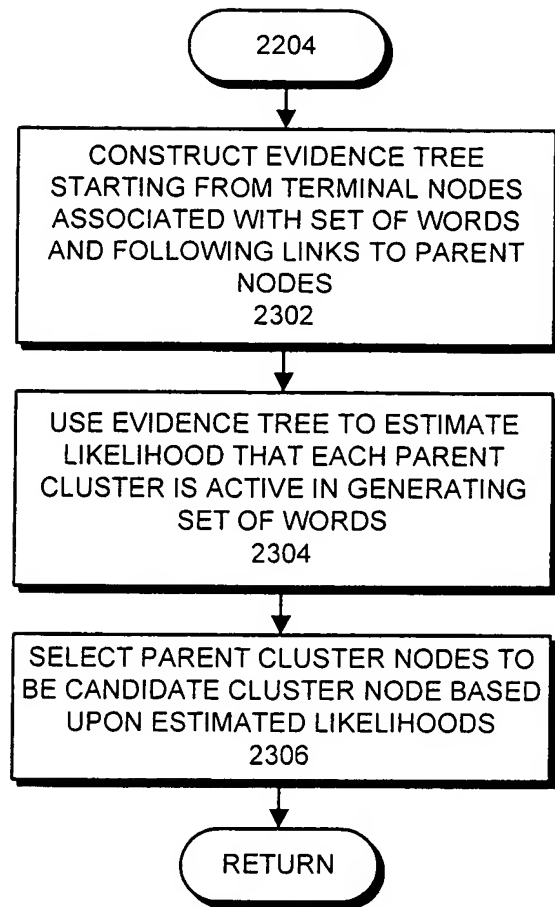 2204
CONSTRUCT EVIDENCE TREE
STARTING FROM TERMINAL NODES
ASSOCIATED WITH SET OF WORDS
AND FOLLOWING LINKS TO PARENT
NODES
2302
USE EVIDENCE TREE TO ESTIMATE
LIKELIHOOD THAT EACH PARENT
CLUSTER IS ACTIVE IN GENERATING
SET OF WORDS
2304
SELECT PARENT CLUSTER NODES TO
BE CANDIDATE CLUSTER NODE BASED
UPON ESTIMATED LIKELIHOODS
2306
RETURN